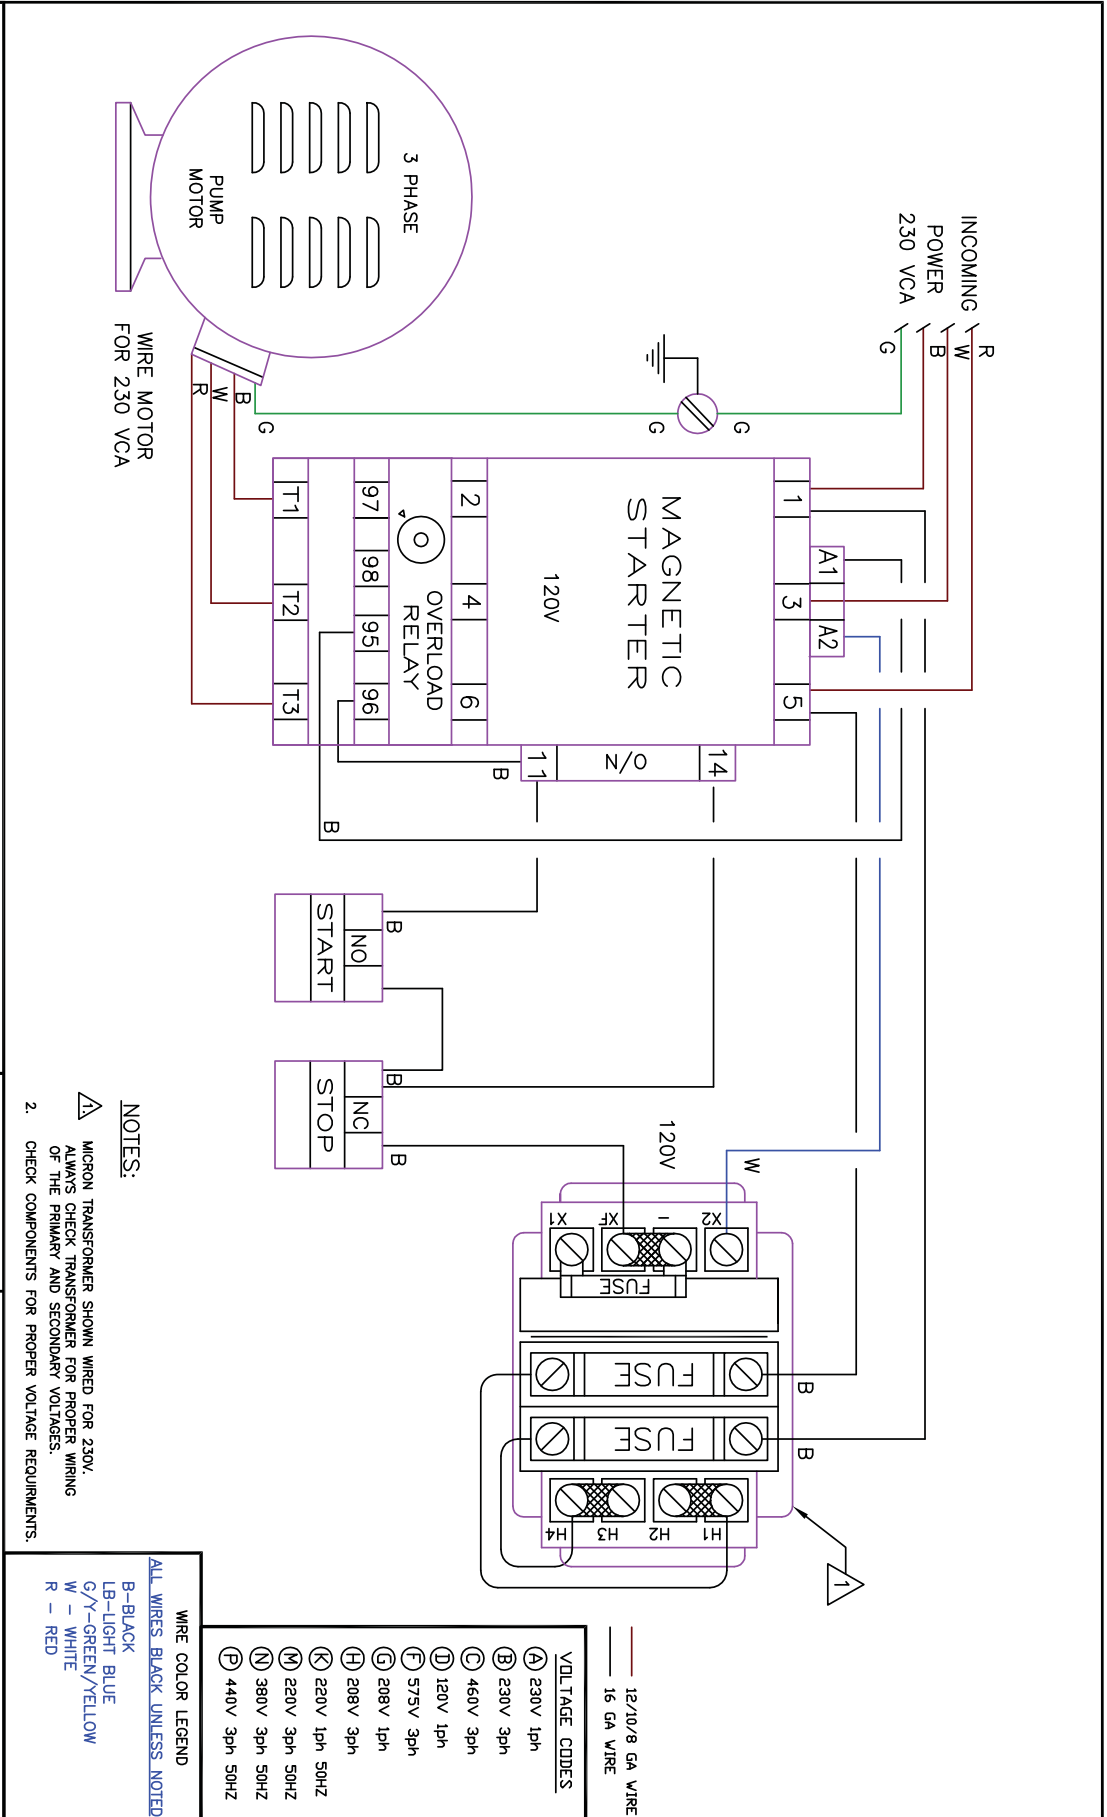 INCOMING
POWER
230 VCA
R
W
B
G
G
G
3 PHASE
PUMP
MOTOR
WIRE MOTOR
FOR 230 VCA
G
B
W
R
1
A1
3
A2
5
MAGNETIC
STARTER
120V
2
4
6
OVERLOAD
RELAY
97
98
95
96
T1
T2
T3
14
O/N
11
B
B
START
NO
B
STOP
NC
B
B
120V
W
X2
-
XF
X1
FUSE
FUSE
FUSE
B
B
H1
H2
H3
H4
1
12/10/8 GA WIRE
16 GA WIRE
VOLTAGE CODES
A 230V 1ph
B 230V 3ph
C 460V 3ph
D 120V 1ph
F 575V 3ph
G 208V 1ph
H 208V 3ph
K 220V 1ph 50HZ
M 220V 3ph 50HZ
N 380V 3ph 50HZ
P 440V 3ph 50HZ
NOTES:
1. MICRON TRANSFORMER SHOWN WIRED FOR 230V.
ALWAYS CHECK TRANSFORMER FOR PROPER WIRING
OF THE PRIMARY AND SECONDARY VOLTAGES.
2. CHECK COMPONENTS FOR PROPER VOLTAGE REQUIRMENTS.
WIRE COLOR LEGEND
ALL WIRES BLACK UNLESS NOTED
B-BLACK
LB-LIGHT BLUE
G/Y-GREEN/YELLOW
W - WHITE
R - RED